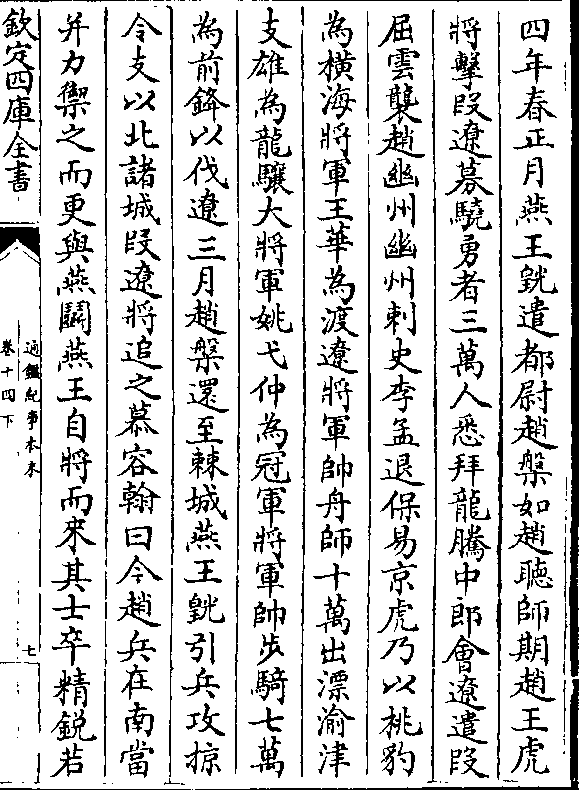 四年春正月燕王皝遣都尉趙槃如趙聽師期趙王虎
將擊段遼募驍勇者三萬人悉拜龍騰中郎會遼遣段
屈雲襲趙幽州幽州刺史李孟退保易京虎乃以桃豹
為橫海將軍王華為渡遼將軍帥舟師十萬出漂渝津
支雄為龍驤大將軍姚弋仲為冠軍將軍帥步騎七萬
為前鋒以伐遼三月趙槃還至棘城燕王皝引兵攻掠
令支以北諸城段遼將追之慕容翰曰今趙兵在南當
并力禦之而更與燕鬬燕王自將而來其士卒精鋭若
欽定四庫全書
通鑑紀事本末
卷十四下
七